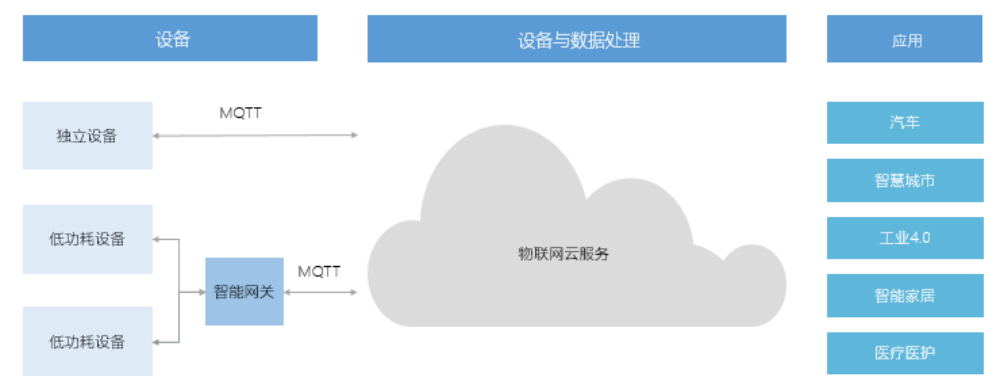 设备
设备与数据处理
应用
MQTT
独立设备
汽车
智慧城市
低功耗设备
工业4.0
物联网云服务
MQTT
智能网关
智能家居
低功耗设备
医疗医护